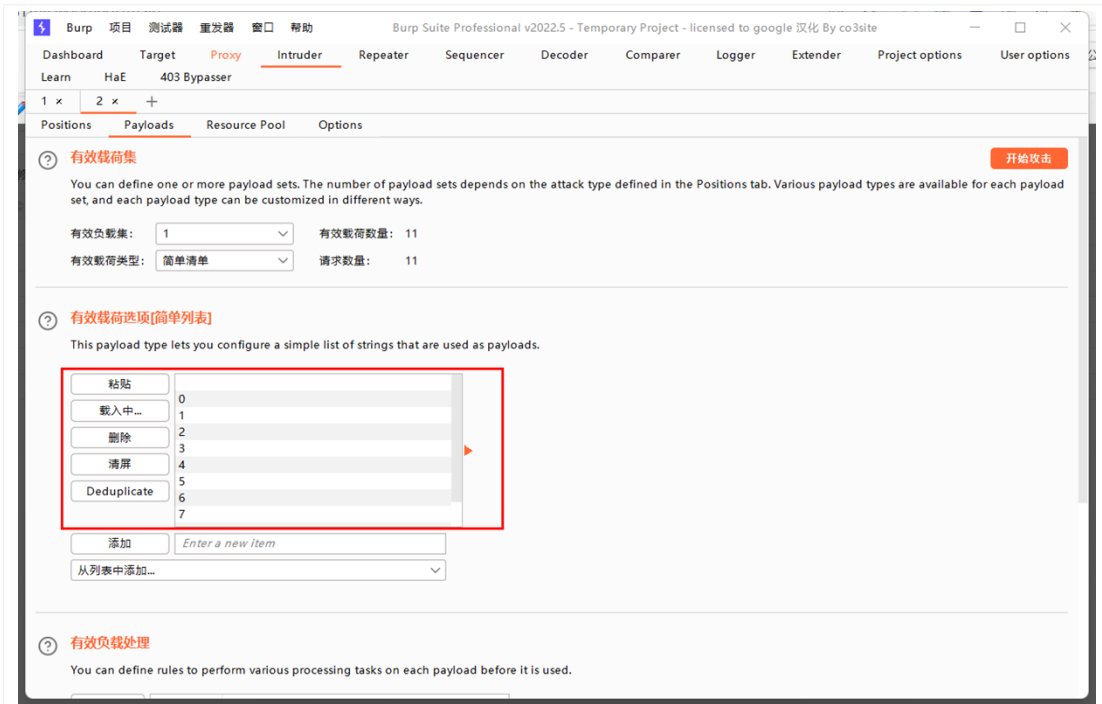 Burp 项目 测试器 重发器 窗口 帮助 Burp Suite Professional v2022.5 - Temporary Project - licensed to google 汉化 By co3site
Dashboard Target Proxy Intruder Repeater Sequencer Decoder Comparer Logger Extender Project options User options
Learn HaE 403 Bypasser
1 × 2 × +
Positions Payloads Resource Pool Options
有效载荷集 开始攻击
You can define one or more payload sets. The number of payload sets depends on the attack type defined in the Positions tab. Various payload types are available for each payload
set, and each payload type can be customized in different ways.
有效负载集: 1 有效载荷数量: 11
有效载荷类型: 简单清单 请求数量: 11
有效载荷选项[简单列表]
This payload type lets you configure a simple list of strings that are used as payloads.
粘贴
载入中...
删除
清屏
Deduplicate
0
1
2
3
4
5
6
7
添加 Enter a new item
从列表中添加...
有效负载处理
You can define rules to perform various processing tasks on each payload before it is used.